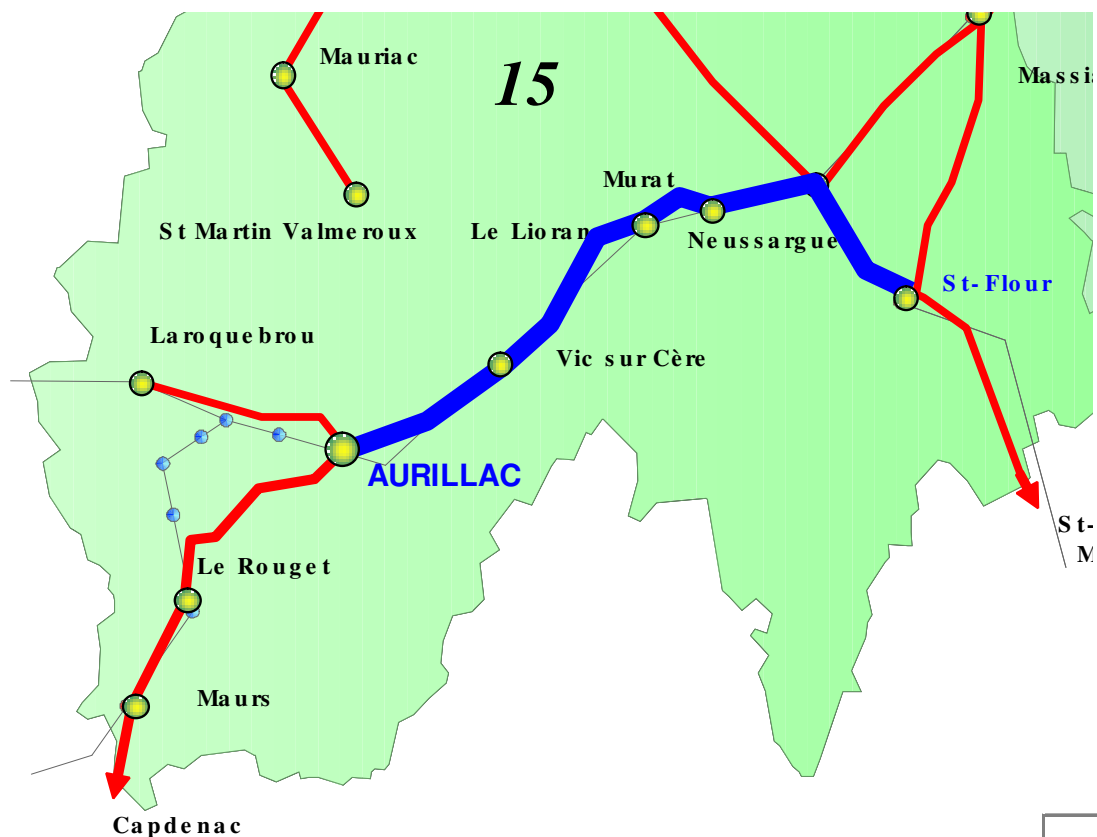 Mauriac
15
Massia
Murat
St Martin Valmeroux
Le Lioran
Neussargue
St-Flour
Laroquebrou
Vic sur Cère
AURILLAC
St-
M
Le Rouget
Maurs
Capdenac